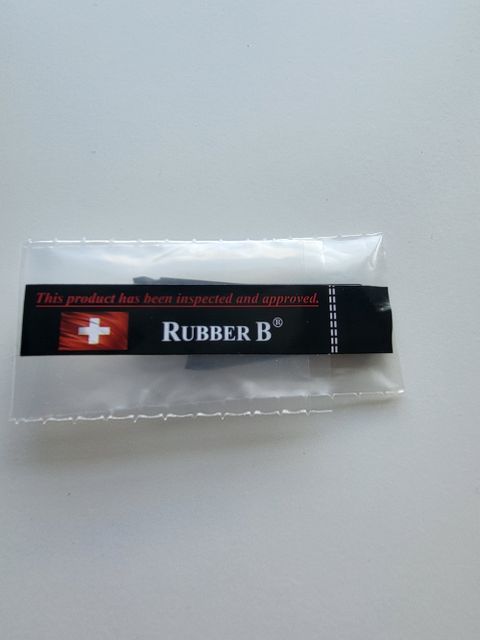 This product has been inspected and approved.
RUBBER B®